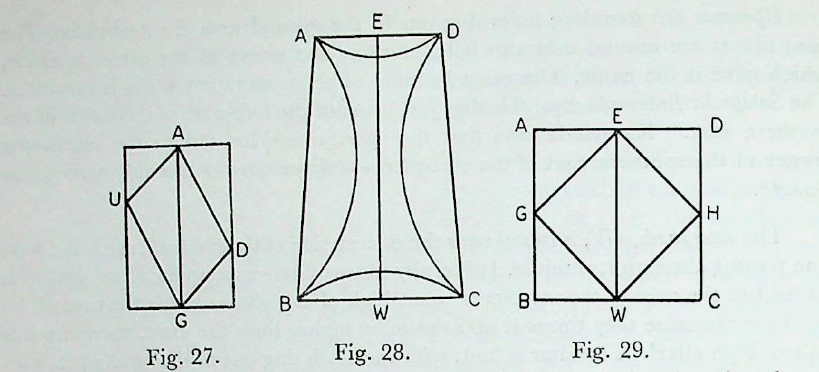 A
U
D
G
Fig. 27.
A E D
B W C
Fig. 28.
A E D
G H
B W C
Fig. 29.